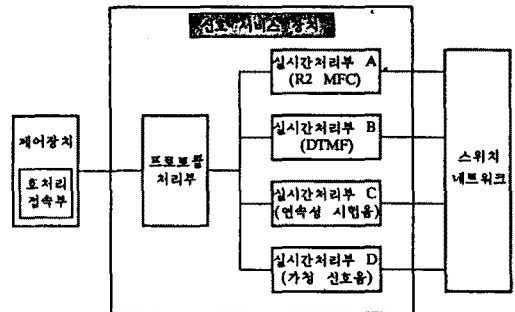 신호 서비스 장치
실시간처리부 A
(R2 MFC)
실시간처리부 B
(DTMF)
실시간처리부 C
(연속성 시험음)
실시간처리부 D
(가청 신호음)
제어장치
호처리
접속부
프로토콜
처리부
스위치
네트워크